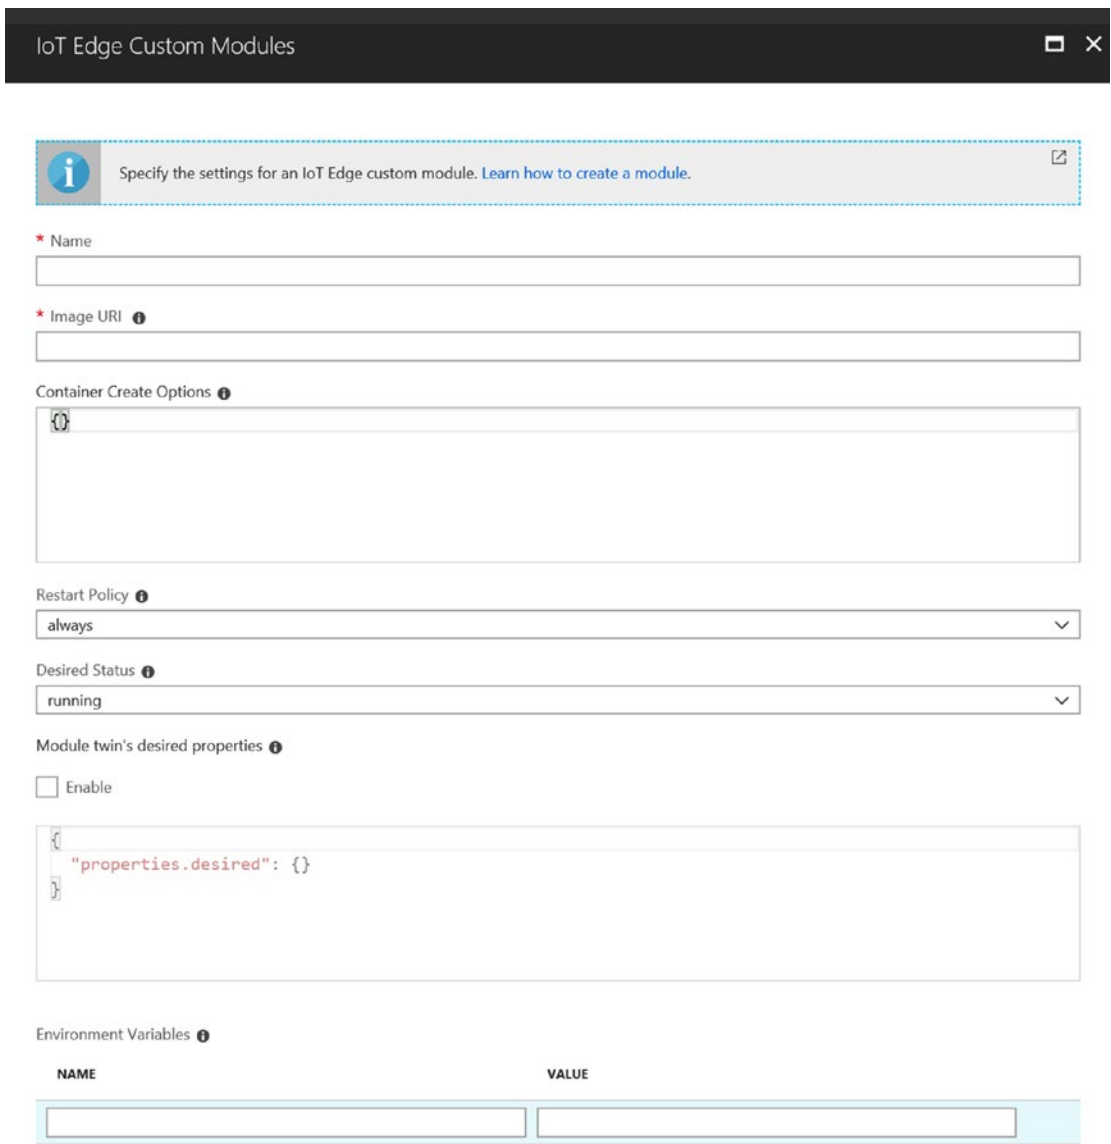 IoT Edge Custom Modules
Specify the settings for an IoT Edge custom module. Learn how to create a module.
* Name
* Image URI
Container Create Options
{}
Restart Policy
always
Desired Status
running
Module twin's desired properties
Enable
{
"properties.desired": {}
}
Environment Variables
NAME VALUE